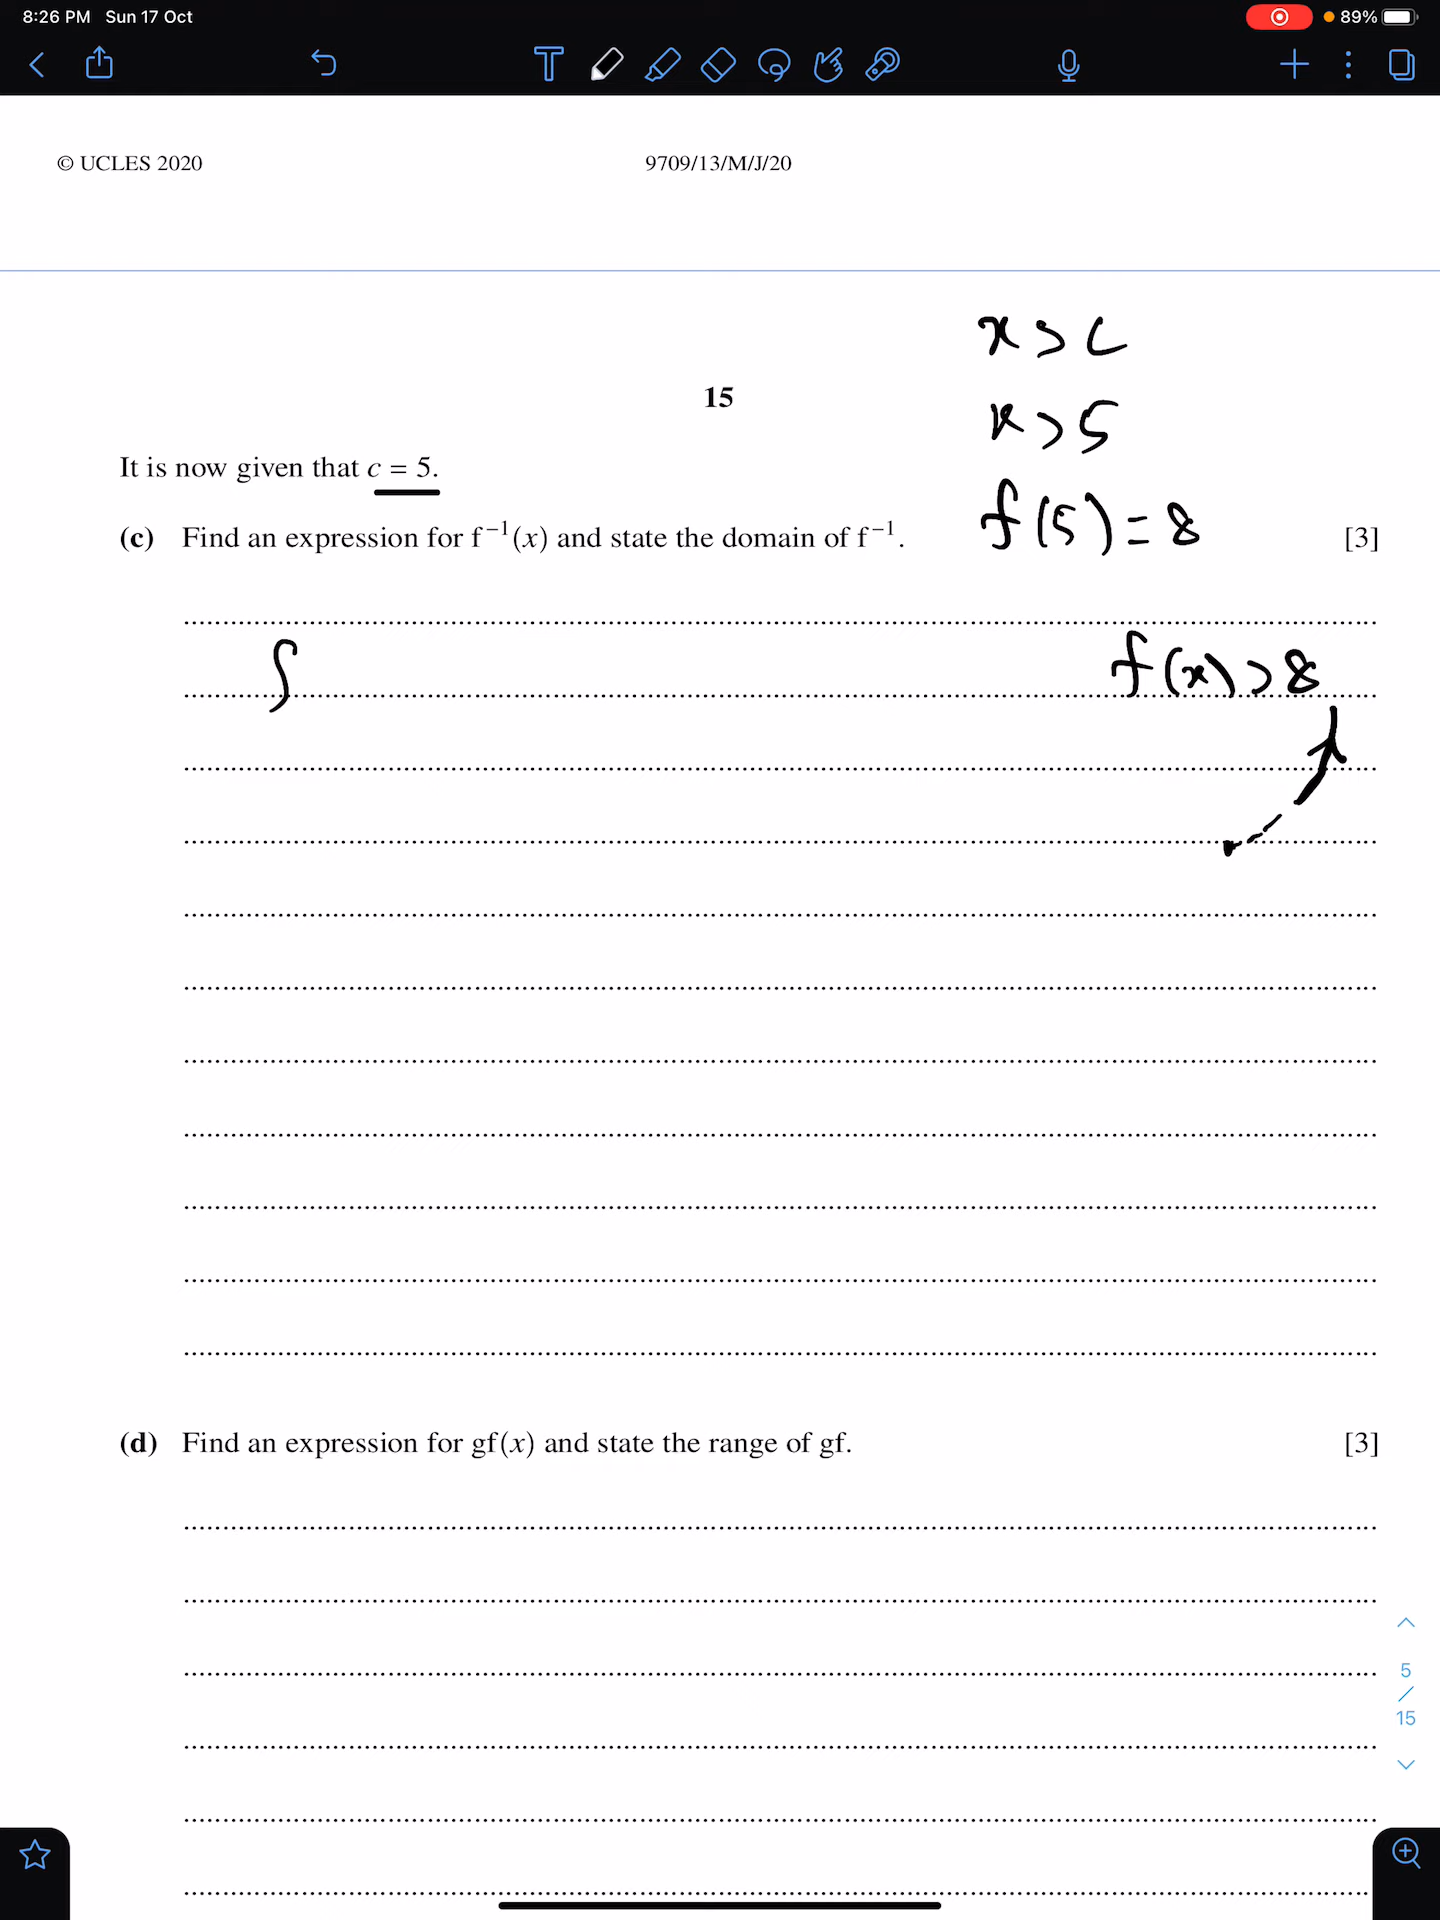 8:26 PM Sun 17 Oct
89%
© UCLES 2020
9709/13/M/J/20
x > c
15
x > 5
It is now given that c = 5.
f(5) = 8
(c) Find an expression for f⁻¹(x) and state the domain of f⁻¹. [3]
f(x) > 8
(d) Find an expression for gf(x) and state the range of gf. [3]
5
/
15